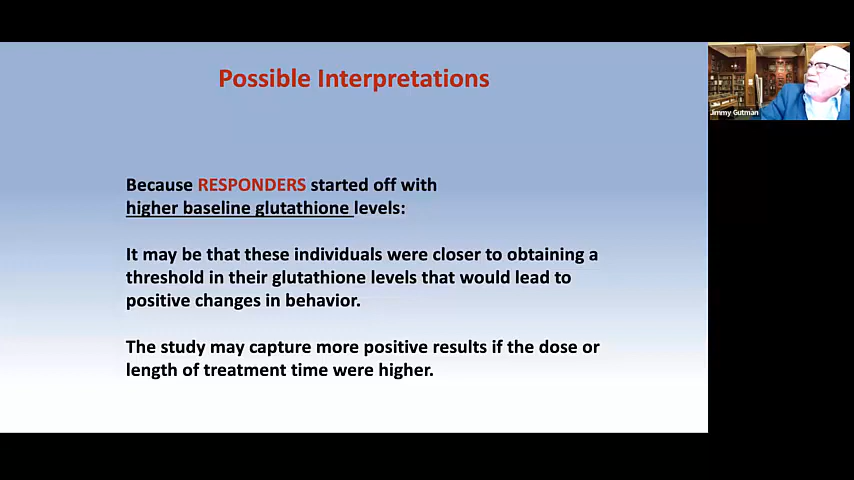 Possible Interpretations
Jimmy Gutman
Because RESPONDERS started off with
higher baseline glutathione levels:
It may be that these individuals were closer to obtaining a
threshold in their glutathione levels that would lead to
positive changes in behavior.
The study may capture more positive results if the dose or
length of treatment time were higher.